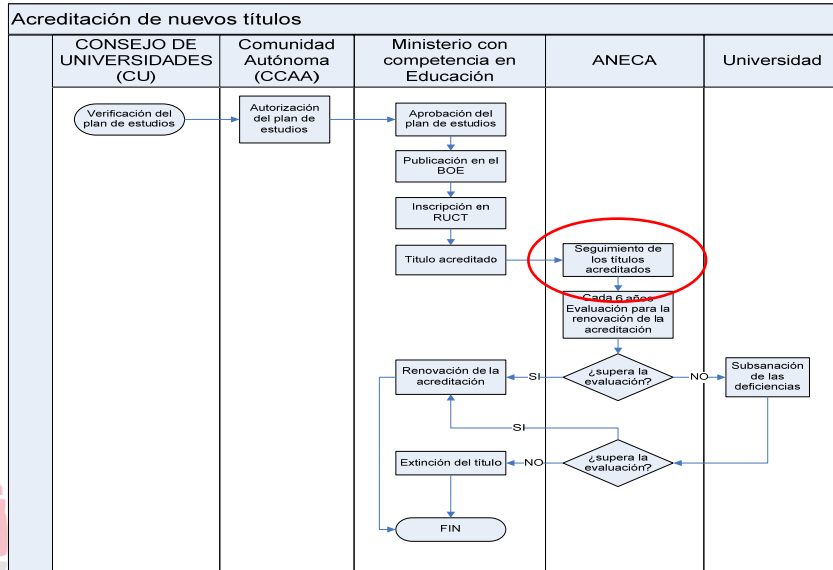 Acreditación de nuevos títulos
CONSEJO DE
UNIVERSIDADES
(CU)
Comunidad
Autónoma
(CCAA)
Ministerio con
competencia en
Educación
ANECA
Universidad
Verificación del
plan de estudios
Autorización
del plan de
estudios
Aprobación del
plan de estudios
Publicación en el
BOE
Inscripción en
RUCT
Titulo acreditado
Seguimiento de
los títulos
acreditados
Cada 6 años
Evaluación para la
renovación de la
acreditación
Renovación de la
acreditación
SI
¿supera la
evaluación?
NO
Subsanación
de las
deficiencias
SI
Extinción del título
NO
¿supera la
evaluación?
FIN